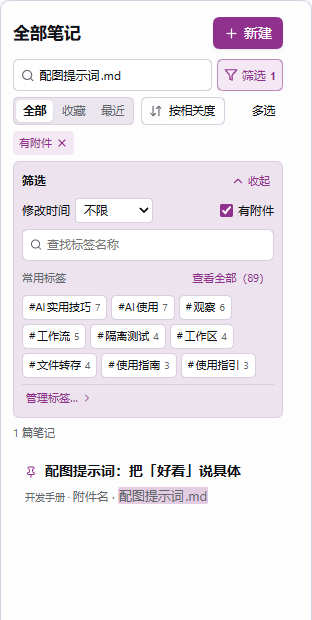 全部笔记
新建
配图提示词.md
筛选 1
全部 收藏 最近 按相关度 多选
有附件
筛选 收起
修改时间 不限 有附件
查找标签名称
常用标签 查看全部（89）
#AI实用技巧 7 #AI使用 7 #观察 6
#工作流 5 #隔离测试 4 #工作区 4
#文件转存 4 #使用指南 3 #使用指引 3
管理标签...
1 篇笔记
配图提示词：把「好看」说具体
开发手册 · 附件名 · 配图提示词.md